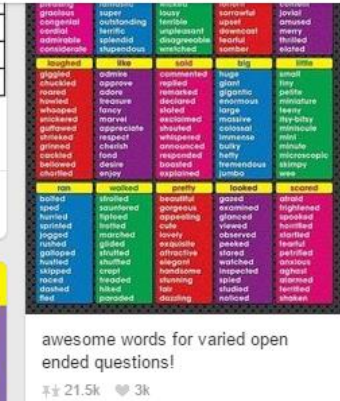 pleasing super wicked content
gracious outstanding lousy sorrowful jovial
congenial terrific terrible upset amused
cordial splendid unpleasant downcast merry
admirable stupendous disagreeable tearful thrilled
considerate wretched somber elated
laughed like said big little
giggled admire commented huge small
chuckled approve replied giant tiny
roared adore remarked gigantic petite
howled treasure declared enormous miniature
whooped fancy stated large teeny
snickered marvel exclaimed massive itsy-bitsy
guffawed appreciate shouted colossal miniscule
shrieked respect whispered immense mini
grinned cherish announced bulky minute
cackled fond responded hefty microscopic
bellowed desire boasted tremendous skimpy
chortled enjoy explained jumbo wee
ran walked pretty looked scared
bolted strolled beautiful gazed afraid
sped sauntered gorgeous examined frightened
hurried tiptoed appealing glanced spooked
sprinted trotted cute viewed horrified
jogged marched lovely observed startled
rushed glided exquisite peeked fearful
galloped strutted attractive stared petrified
hustled shuffled elegant watched anxious
skipped crept handsome inspected aghast
raced treaded stunning spied alarmed
dashed hiked fair studied terrified
fled paraded dazzling noticed shaken
awesome words for varied open
ended questions!
21.5k 3k